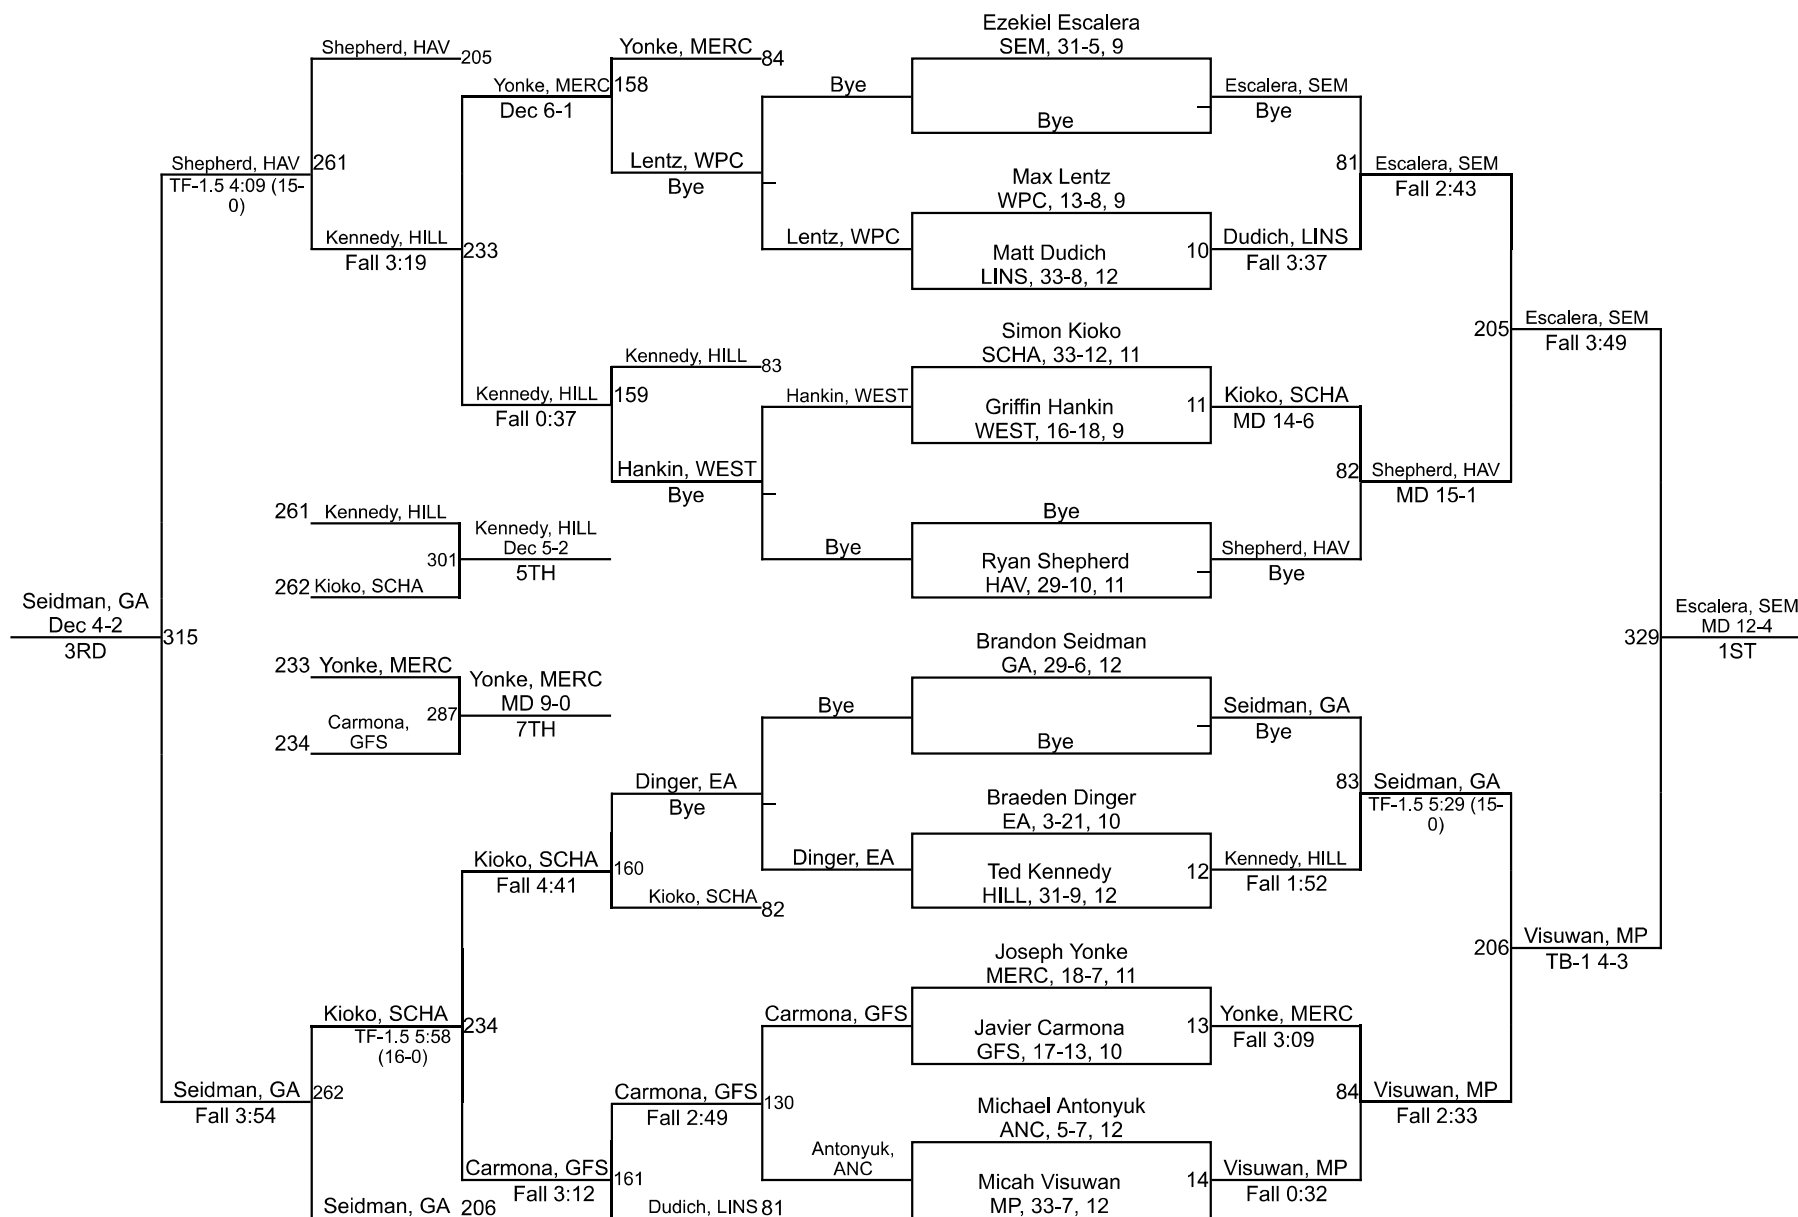 Ezekiel Escalera
SEM, 31-5, 9
Bye
Max Lentz
WPC, 13-8, 9
Matt Dudich
LINS, 33-8, 12
10
Simon Kioko
SCHA, 33-12, 11
Griffin Hankin
WEST, 16-18, 9
11
Bye
Ryan Shepherd
HAV, 29-10, 11
Brandon Seidman
GA, 29-6, 12
Bye
Braeden Dinger
EA, 3-21, 10
Ted Kennedy
HILL, 31-9, 12
12
Joseph Yonke
MERC, 18-7, 11
Javier Carmona
GFS, 17-13, 10
13
Michael Antonyuk
ANC, 5-7, 12
Micah Visuwan
MP, 33-7, 12
14
Escalera, SEM
Bye
81
Dudich, LINS
Fall 3:37
Kioko, SCHA
MD 14-6
82
Shepherd, HAV
Bye
Seidman, GA
Bye
83
Kennedy, HILL
Fall 1:52
Yonke, MERC
Fall 3:09
84
Visuwan, MP
Fall 0:32
Escalera, SEM
Fall 2:43
205
Shepherd, HAV
MD 15-1
Seidman, GA
TF-1.5 5:29 (15-
0)
206
Visuwan, MP
Fall 2:33
Escalera, SEM
Fall 3:49
329
Visuwan, MP
TB-1 4-3
Escalera, SEM
MD 12-4
1ST
Bye
Lentz, WPC
Hankin, WEST
Bye
Bye
Dinger, EA
Carmona, GFS
130
Antonyuk,
ANC
Yonke, MERC
84
158
Lentz, WPC
Bye
Kennedy, HILL
83
159
Hankin, WEST
Bye
Dinger, EA
Bye
160
Kioko, SCHA
82
Carmona, GFS
Fall 2:49
161
Dudich, LINS
81
Yonke, MERC
Dec 6-1
233
Kennedy, HILL
Fall 0:37
Kioko, SCHA
Fall 4:41
234
Carmona, GFS
Fall 3:12
Shepherd, HAV
205
261
Kennedy, HILL
Fall 3:19
Kioko, SCHA
TF-1.5 5:58
(16-0)
262
Seidman, GA
206
Shepherd, HAV
TF-1.5 4:09 (15-
0)
315
Seidman, GA
Fall 3:54
Seidman, GA
Dec 4-2
3RD
261
Kennedy, HILL
262
Kioko, SCHA
301
Kennedy, HILL
Dec 5-2
5TH
233
Yonke, MERC
234
Carmona,
GFS
287
Yonke, MERC
MD 9-0
7TH